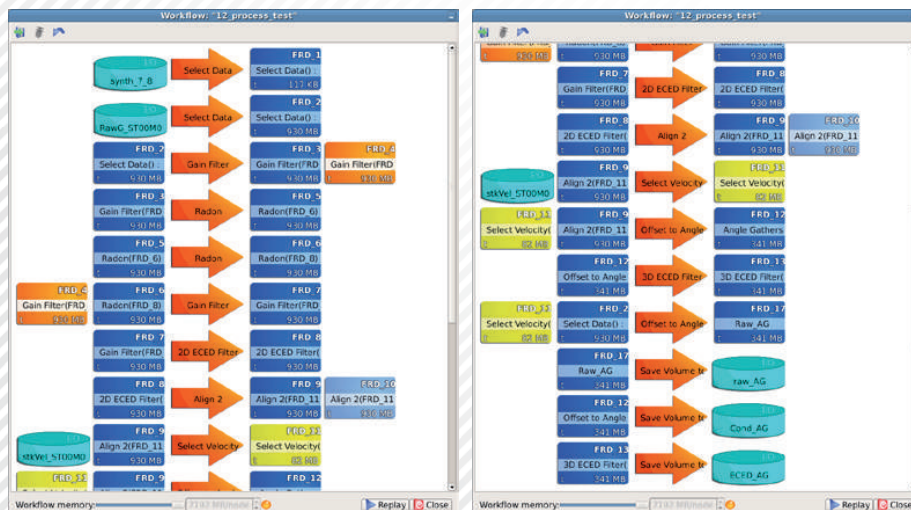 Workflow: "12_process_test"
synth_7_8
Select Data
FRD_1
Select Data() :
t 117 KB
RawG_ST00M0
Select Data
FRD_2
Select Data() :
t 930 MB
FRD_2
Select Data() :
t 930 MB
Gain Filter
FRD_3
Gain Filter(FRD
t 930 MB
FRD_4
Gain Filter(FRD
t 930 MB
FRD_3
Gain Filter(FRD
t 930 MB
Radon
FRD_5
Radon(FRD_6)
t 930 MB
FRD_5
Radon(FRD_6)
t 930 MB
Radon
FRD_6
Radon(FRD_8)
t 930 MB
FRD_4
Gain Filter(FRD
t 930 MB
FRD_6
Radon(FRD_8)
t 930 MB
Gain Filter
FRD_7
Gain Filter(FRD
t 930 MB
FRD_7
Gain Filter(FRD
t 930 MB
2D ECED Filter
FRD_8
2D ECED Filter(
t 930 MB
FRD_8
2D ECED Filter(
t 930 MB
Align 2
FRD_9
Align 2(FRD_11
t 930 MB
FRD_10
Align 2(FRD_11
t 930 MB
stkVel_ST00M0
FRD_9
Align 2(FRD_11
t 930 MB
Select Velocity
FRD_11
Select Velocity(
t 82 MB
FRD_11
FRD_9
FRD_12
Workflow memory:
Replay
Close
Workflow: "12_process_test"
t 930 MB
t 930 MB
t 930 MB
FRD_7
Gain Filter(FRD
t 930 MB
2D ECED Filter
FRD_8
2D ECED Filter(
t 930 MB
FRD_8
2D ECED Filter(
t 930 MB
Align 2
FRD_9
Align 2(FRD_11
t 930 MB
FRD_10
Align 2(FRD_11
t 930 MB
stkVel_ST00M0
FRD_9
Align 2(FRD_11
t 930 MB
Select Velocity
FRD_11
Select Velocity(
t 82 MB
FRD_11
Select Velocity(
t 82 MB
FRD_9
Align 2(FRD_11
t 930 MB
Offset to Angle
FRD_12
Angle Gathers
t 341 MB
FRD_12
Offset to Angle
t 341 MB
3D ECED Filter
FRD_13
3D ECED Filter(
t 341 MB
FRD_11
Select Velocity(
t 82 MB
FRD_2
Select Data() :
t 930 MB
Offset to Angle
FRD_17
Raw_AG
t 341 MB
FRD_17
Raw_AG
t 341 MB
Save Volume to
raw_AG
FRD_12
Offset to Angle
t 341 MB
Save Volume to
Cond_AG
FRD_13
3D ECED Filter(
t 341 MB
Save Volume to
ECED_AG
Workflow memory:
Replay
Close